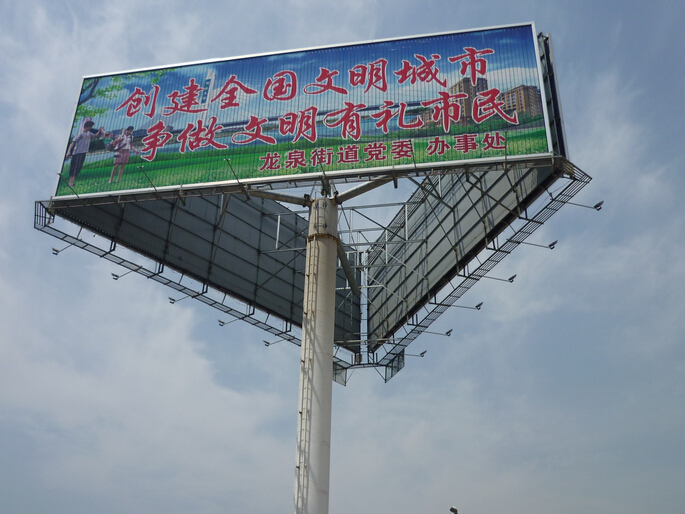 创建全国文明城市
争做文明有礼市民
龙泉街道党委 办事处